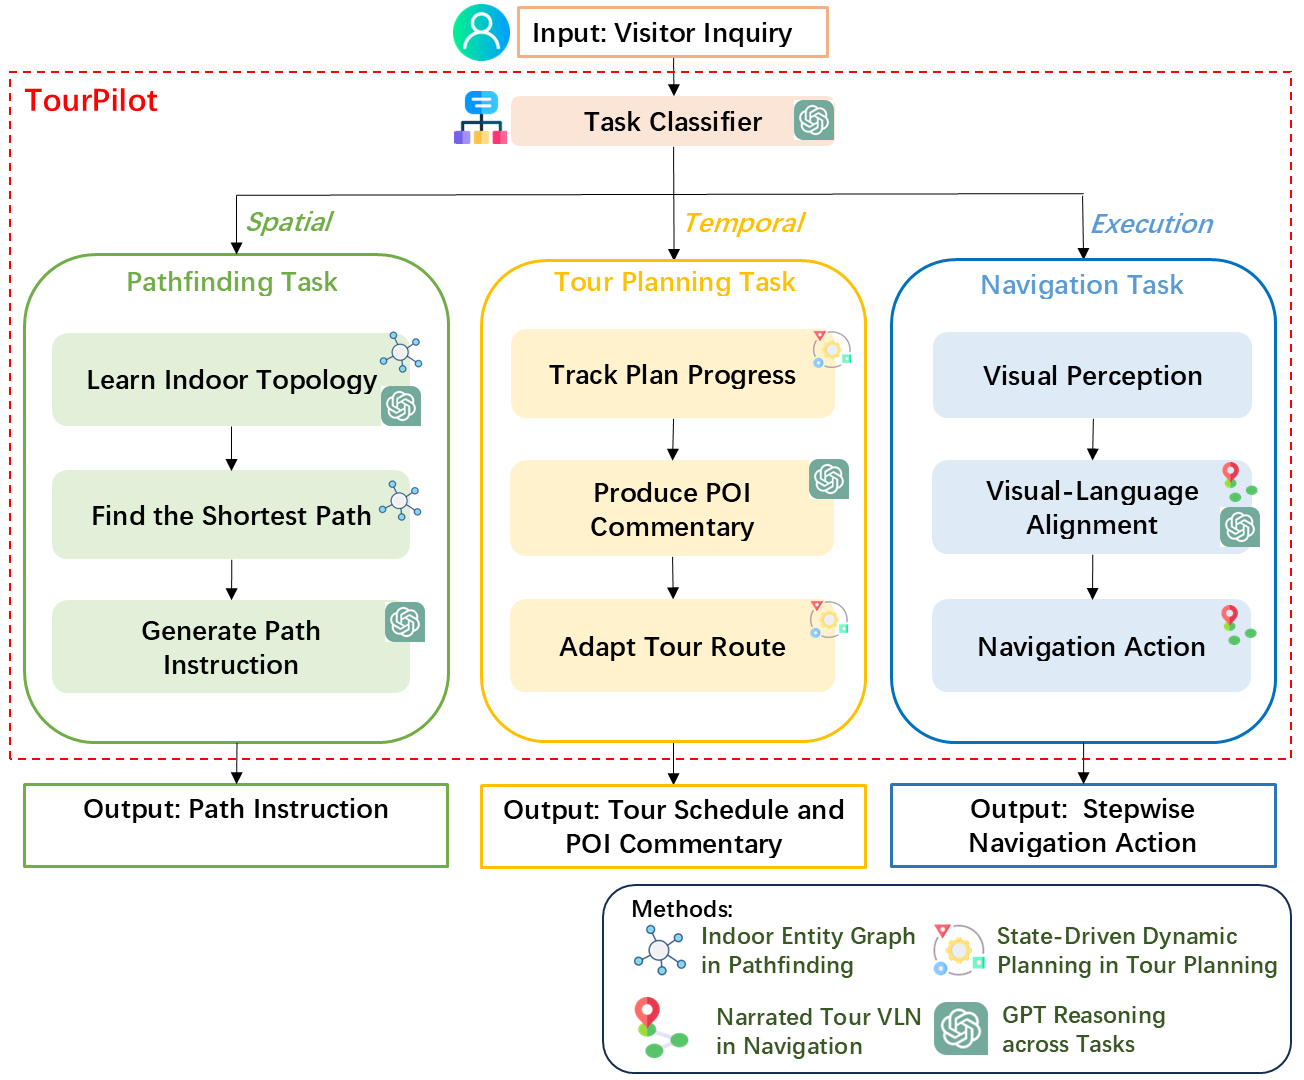 Input: Visitor Inquiry
TourPilot
Task Classifier
Spatial
Temporal
Execution
Pathfinding Task
Learn Indoor Topology
Find the Shortest Path
Generate Path
Instruction
Tour Planning Task
Track Plan Progress
Produce POI
Commentary
Adapt Tour Route
Navigation Task
Visual Perception
Visual-Language
Alignment
Navigation Action
Output: Path Instruction
Output: Tour Schedule and
POI Commentary
Output:  Stepwise
Navigation Action
Methods:
Indoor Entity Graph
in Pathfinding
State-Driven Dynamic
Planning in Tour Planning
Narrated Tour VLN
in Navigation
GPT Reasoning
across Tasks